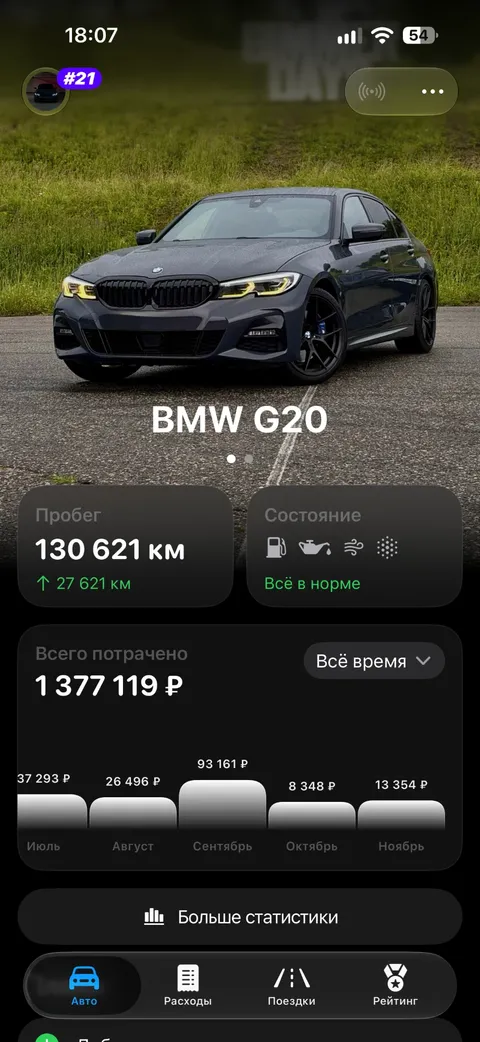 18:07
54
#21
BMW G20
Пробег
130 621 км
↑ 27 621 км
Состояние
Всё в норме
Всего потрачено
1 377 119 ₽
Всё время
37 293 ₽
26 496 ₽
93 161 ₽
8 348 ₽
13 354 ₽
Июль
Август
Сентябрь
Октябрь
Ноябрь
Больше статистики
Авто
Расходы
Поездки
Рейтинг